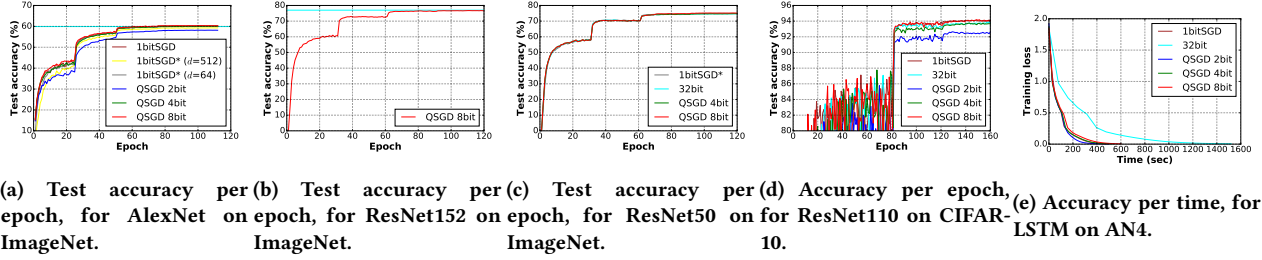 70
60
50
40
30
20
10
0 20 40 60 80 100 120
Test accuracy (%)
Epoch
1bitSGD
1bitSGD* (d=512)
1bitSGD* (d=64)
QSGD 2bit
QSGD 4bit
QSGD 8bit
80
70
60
50
40
30
20
10
0
0 20 40 60 80 100 120
Test accuracy (%)
Epoch
QSGD 8bit
80
70
60
50
40
30
20
10
0
0 20 40 60 80 100 120
Test accuracy (%)
Epoch
1bitSGD*
32bit
QSGD 4bit
QSGD 8bit
96
94
92
90
88
86
84
82
80
0 20 40 60 80 100 120 140 160
Test accuracy (%)
Epoch
1bitSGD
32bit
QSGD 2bit
QSGD 4bit
QSGD 8bit
2.0
1.5
1.0
0.5
0.0
0 200 400 600 800 1000 1200 1400 1600
Training loss
Time (sec)
1bitSGD
32bit
QSGD 2bit
QSGD 4bit
QSGD 8bit
(a) Test accuracy per
epoch, for AlexNet on
ImageNet.
(b) Test accuracy per
epoch, for ResNet152 on
ImageNet.
(c) Test accuracy per
epoch, for ResNet50 on
ImageNet.
(d) Accuracy per epoch,
for ResNet110 on CIFAR-
10.
(e) Accuracy per time, for
LSTM on AN4.